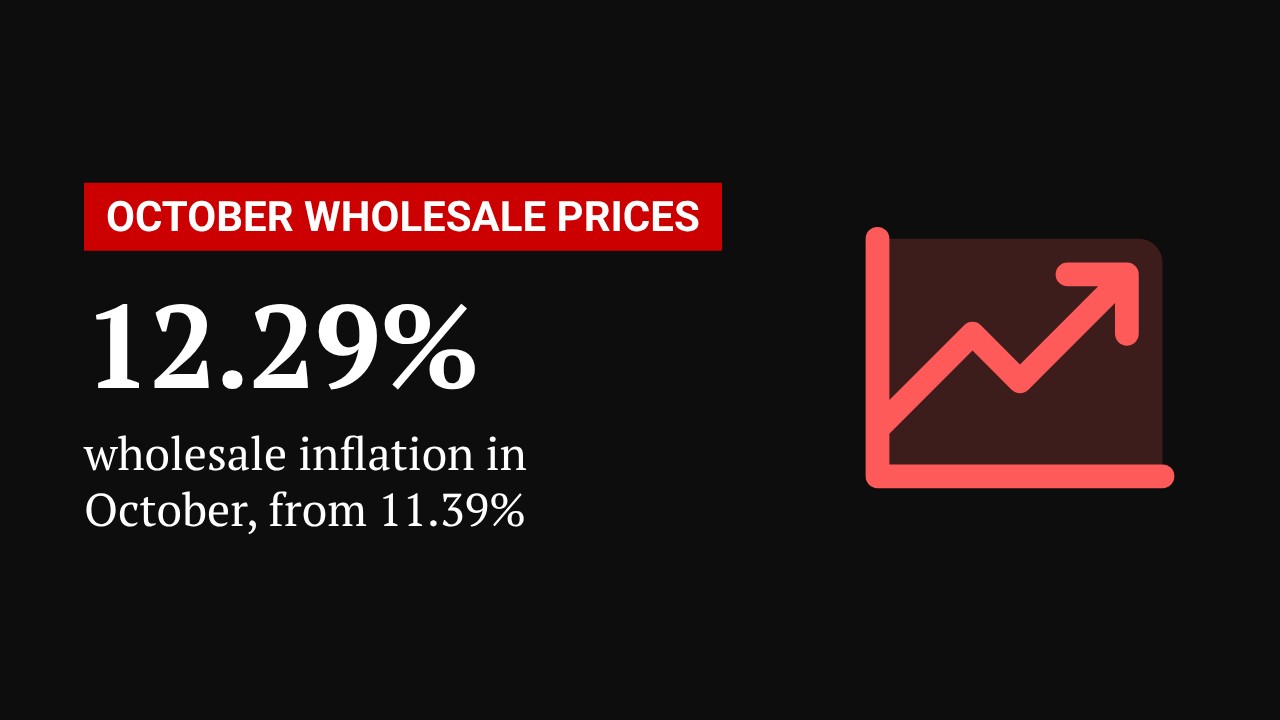 OCTOBER WHOLESALE PRICES
12.29%
wholesale inflation in
October, from 11.39%